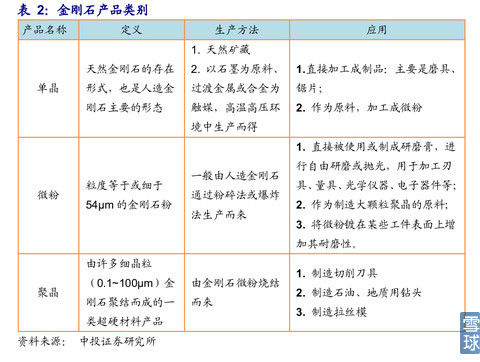 表 2：金刚石产品类别
产品名称 定义 生产方法 应用
单晶
天然金刚石的存在
形式，也是人造金
刚石主要的形态
1. 天然矿藏
2. 以石墨为原料、
过渡金属或合金为
触媒，高温高压环
境中生产而得
1.直接加工成制品：主要是磨具、
锯片；
2. 作为原料，加工成微粉
微粉
粒度等于或细于
54μm 的金刚石粉
一般由人造金刚石
通过粉碎法或爆炸
法生产而来
1. 直接被使用或制成研磨膏，进
行自由研磨或抛光，用于加工刃
具、量具、光学仪器、电子器件等；
2. 作为制造大颗粒聚晶的原料；
3. 将微粉镀在某些工件表面上增
加其耐磨性。
聚晶
由许多细晶粒
（0.1~100μm）金
刚石聚结而成的一
类超硬材料产品
由金刚石微粉烧结
而来
1. 制造切削刀具
2. 制造石油、地质用钻头
3. 制造拉丝模
资料来源： 中投证券研究所
雪球